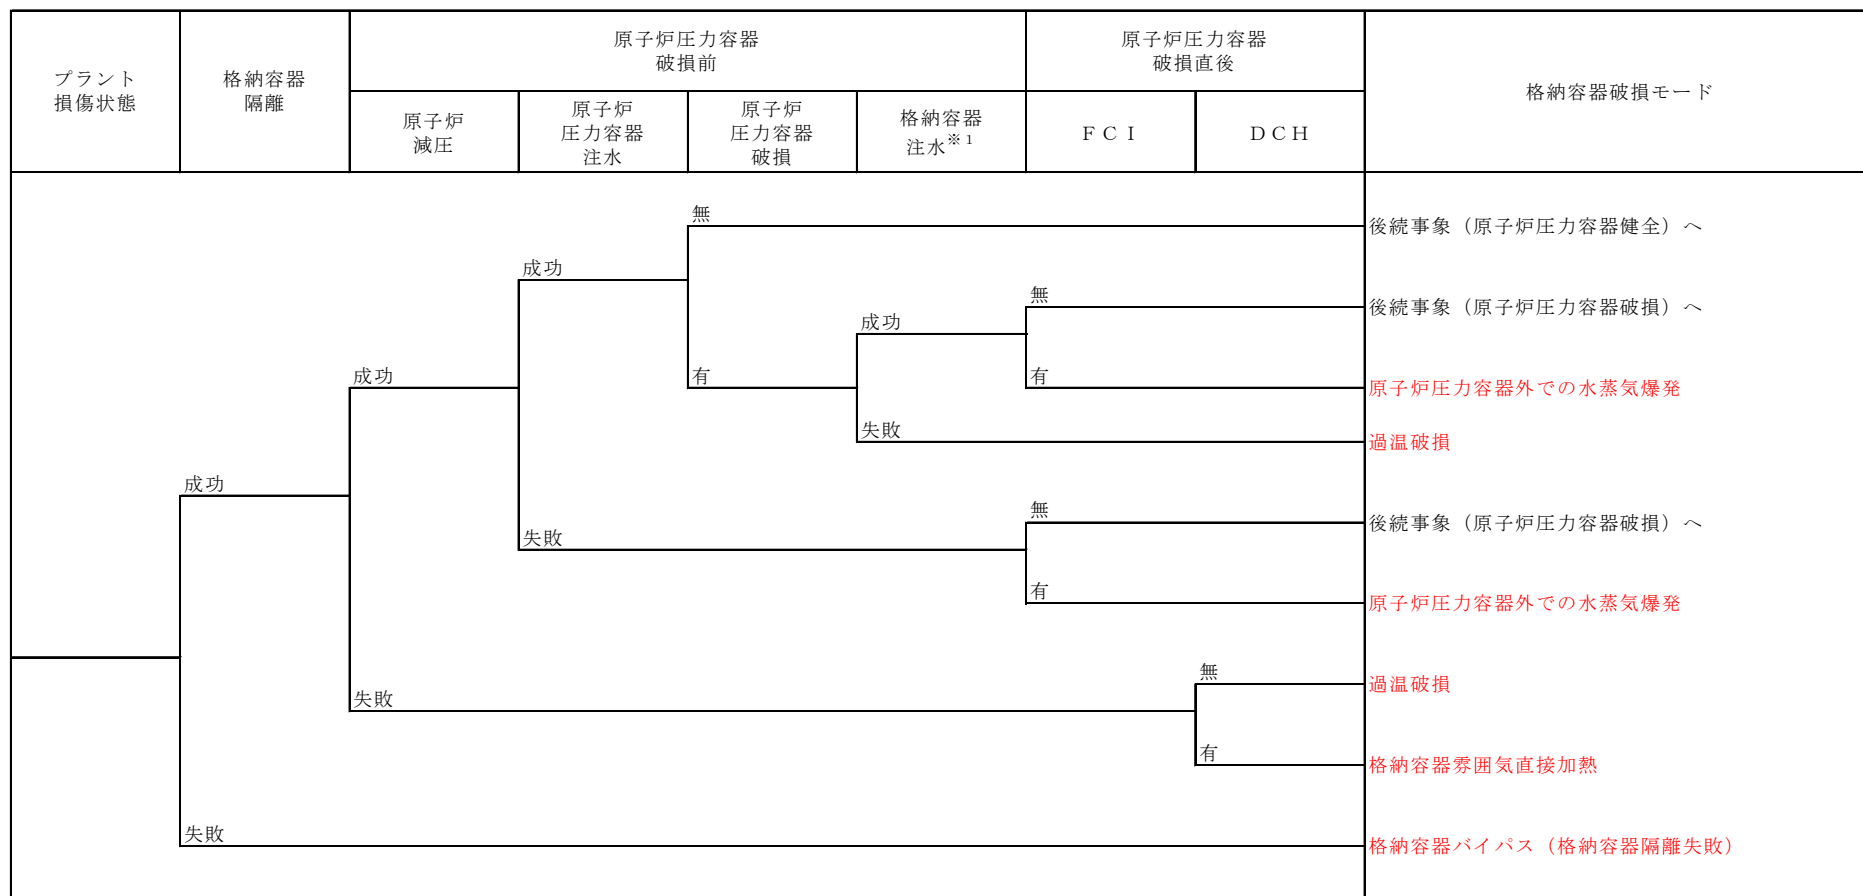 プラント
損傷状態
格納容器
隔離
原子炉圧力容器
破損前
原子炉
減圧
原子炉
圧力容器
注水
原子炉
圧力容器
破損
格納容器
注水※1
原子炉圧力容器
破損直後
ＦＣＩ
ＤＣＨ
格納容器破損モード
無
後続事象（原子炉圧力容器健全）へ
成功
無
後続事象（原子炉圧力容器破損）へ
成功
成功
有
有
原子炉圧力容器外での水蒸気爆発
失敗
過温破損
成功
無
後続事象（原子炉圧力容器破損）へ
失敗
有
原子炉圧力容器外での水蒸気爆発
無
過温破損
失敗
有
格納容器雰囲気直接加熱
失敗
格納容器バイパス（格納容器隔離失敗）